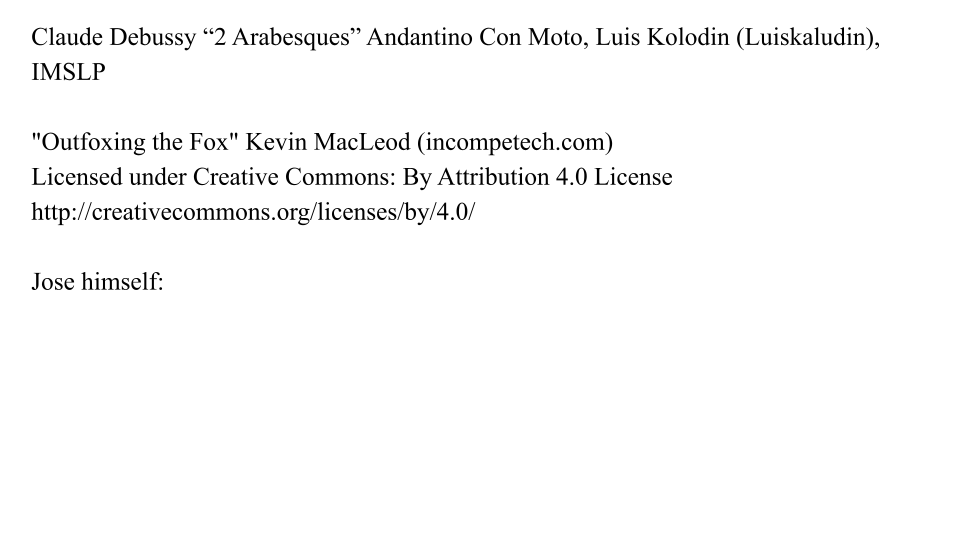 Claude Debussy “2 Arabesques” Andantino Con Moto, Luis Kolodin (Luiskaludin),
IMSLP
"Outfoxing the Fox" Kevin MacLeod (incompetech.com)
Licensed under Creative Commons: By Attribution 4.0 License
http://creativecommons.org/licenses/by/4.0/
Jose himself: